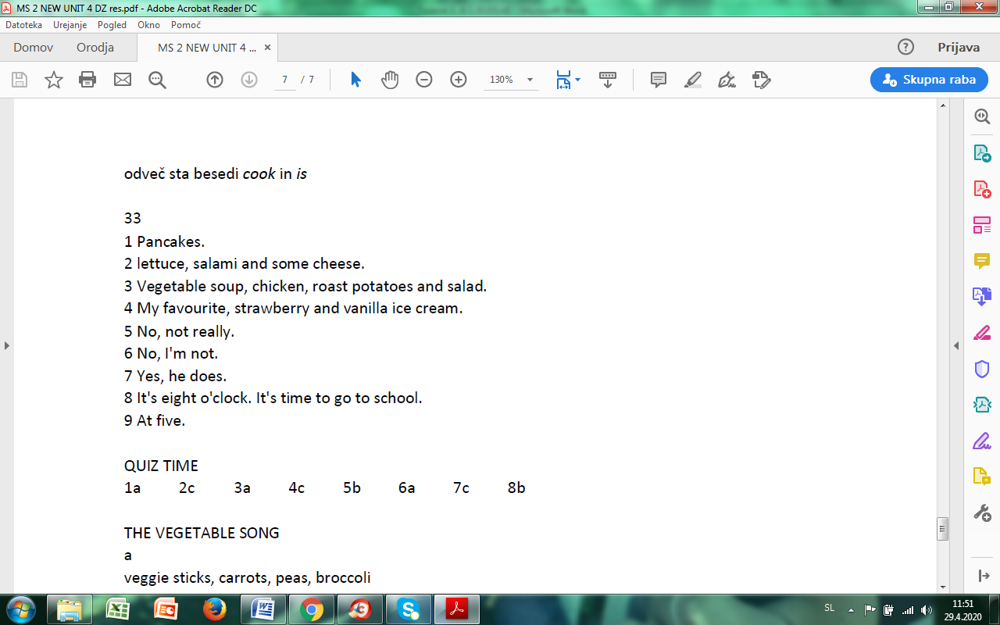 MS 2 NEW UNIT 4 DZ res.pdf - Adobe Acrobat Reader DC
Datoteka Urejanje Pogled Okno Pomoč
Domov Orodja MS 2 NEW UNIT 4 ... Prijava
7 / 7 130% Skupna raba
odveč sta besedi cook in is
33
1 Pancakes.
2 lettuce, salami and some cheese.
3 Vegetable soup, chicken, roast potatoes and salad.
4 My favourite, strawberry and vanilla ice cream.
5 No, not really.
6 No, I'm not.
7 Yes, he does.
8 It's eight o'clock. It's time to go to school.
9 At five.
QUIZ TIME
1a 2c 3a 4c 5b 6a 7c 8b
THE VEGETABLE SONG
a
veggie sticks, carrots, peas, broccoli
SL 11:51
29.4.2020